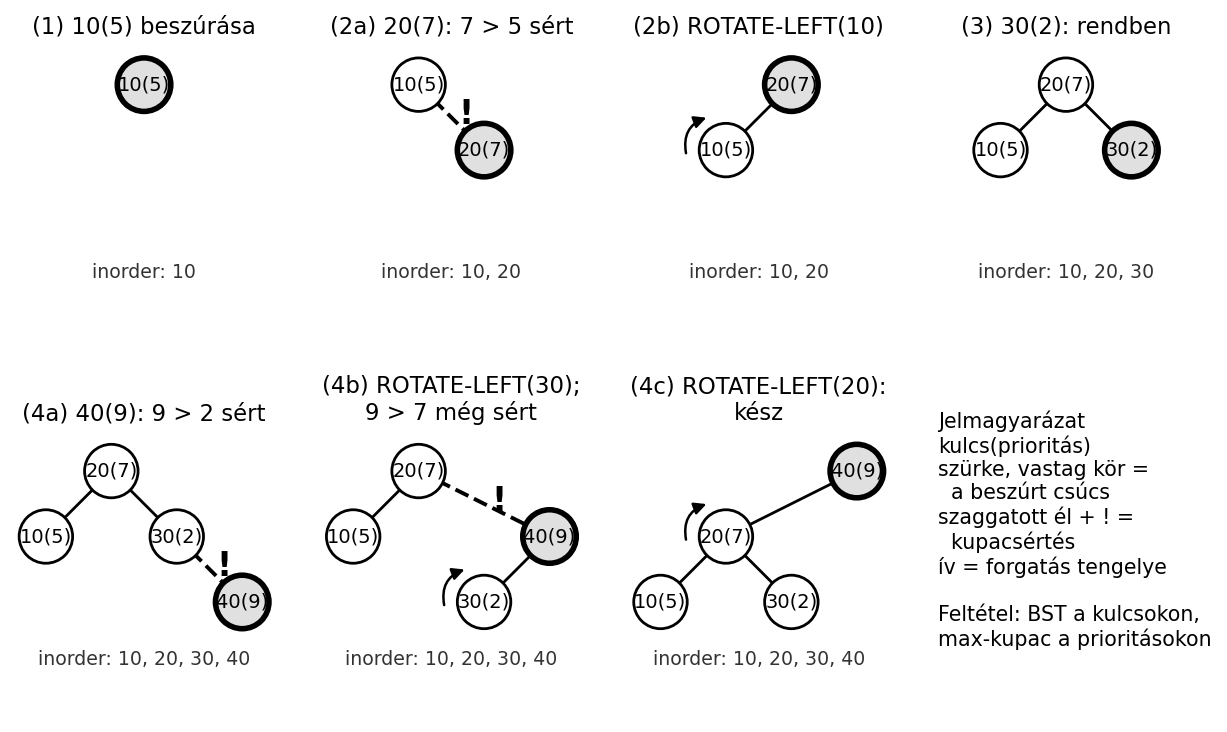 (1) 10(5) beszúrása
10(5)
inorder: 10
(2a) 20(7): 7 > 5 sért
10(5)
!
20(7)
inorder: 10, 20
(2b) ROTATE-LEFT(10)
20(7)
10(5)
inorder: 10, 20
(3) 30(2): rendben
20(7)
10(5)
30(2)
inorder: 10, 20, 30
(4a) 40(9): 9 > 2 sért
20(7)
10(5)
30(2)
!
40(9)
inorder: 10, 20, 30, 40
(4b) ROTATE-LEFT(30);
9 > 7 még sért
20(7)
!
10(5)
40(9)
30(2)
inorder: 10, 20, 30, 40
(4c) ROTATE-LEFT(20):
kész
40(9)
20(7)
10(5)
30(2)
inorder: 10, 20, 30, 40
Jelmagyarázat
kulcs(prioritás)
szürke, vastag kör =
a beszúrt csúcs
szaggatott él + ! =
kupacsértés
ív = forgatás tengelye
Feltétel: BST a kulcsokon,
max-kupac a prioritásokon